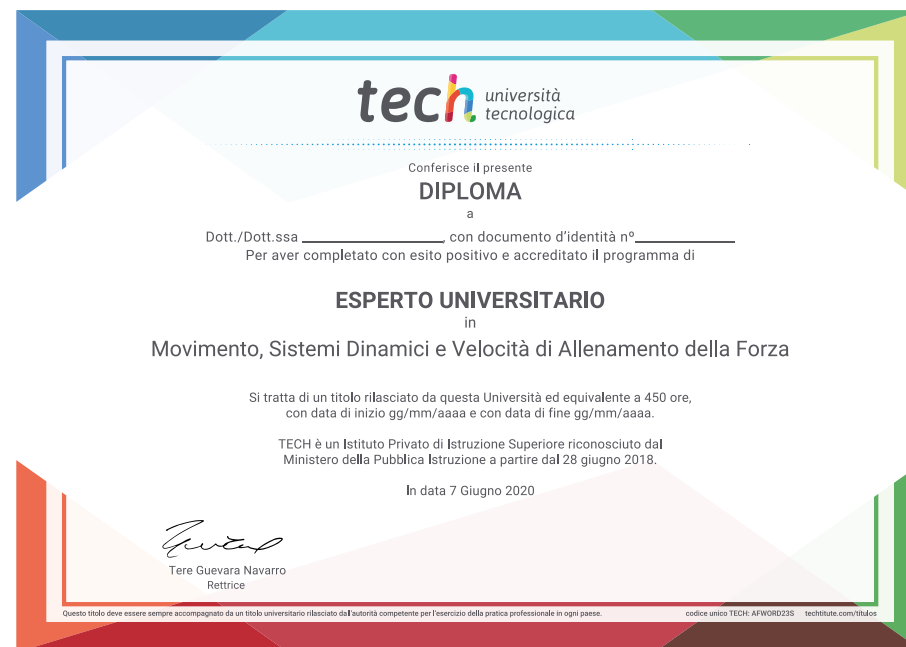 tech università
tecnologica
Conferisce il presente
DIPLOMA
a
Dott./Dott.ssa ____________________, con documento d'identità nº______________
Per aver completato con esito positivo e accreditato il programma di
ESPERTO UNIVERSITARIO
in
Movimento, Sistemi Dinamici e Velocità di Allenamento della Forza
Si tratta di un titolo rilasciato da questa Università ed equivalente a 450 ore,
con data di inizio gg/mm/aaaa e con data di fine gg/mm/aaaa.
TECH è un Istituto Privato di Istruzione Superiore riconosciuto dal
Ministero della Pubblica Istruzione a partire dal 28 giugno 2018.
In data 7 Giugno 2020
Tere Guevara Navarro
Rettrice
Questo titolo deve essere sempre accompagnato da un titolo universitario rilasciato dall'autorità competente per l'esercizio della pratica professionale in ogni paese. codice unico TECH: AFWORD23S techtitute.com/titulos